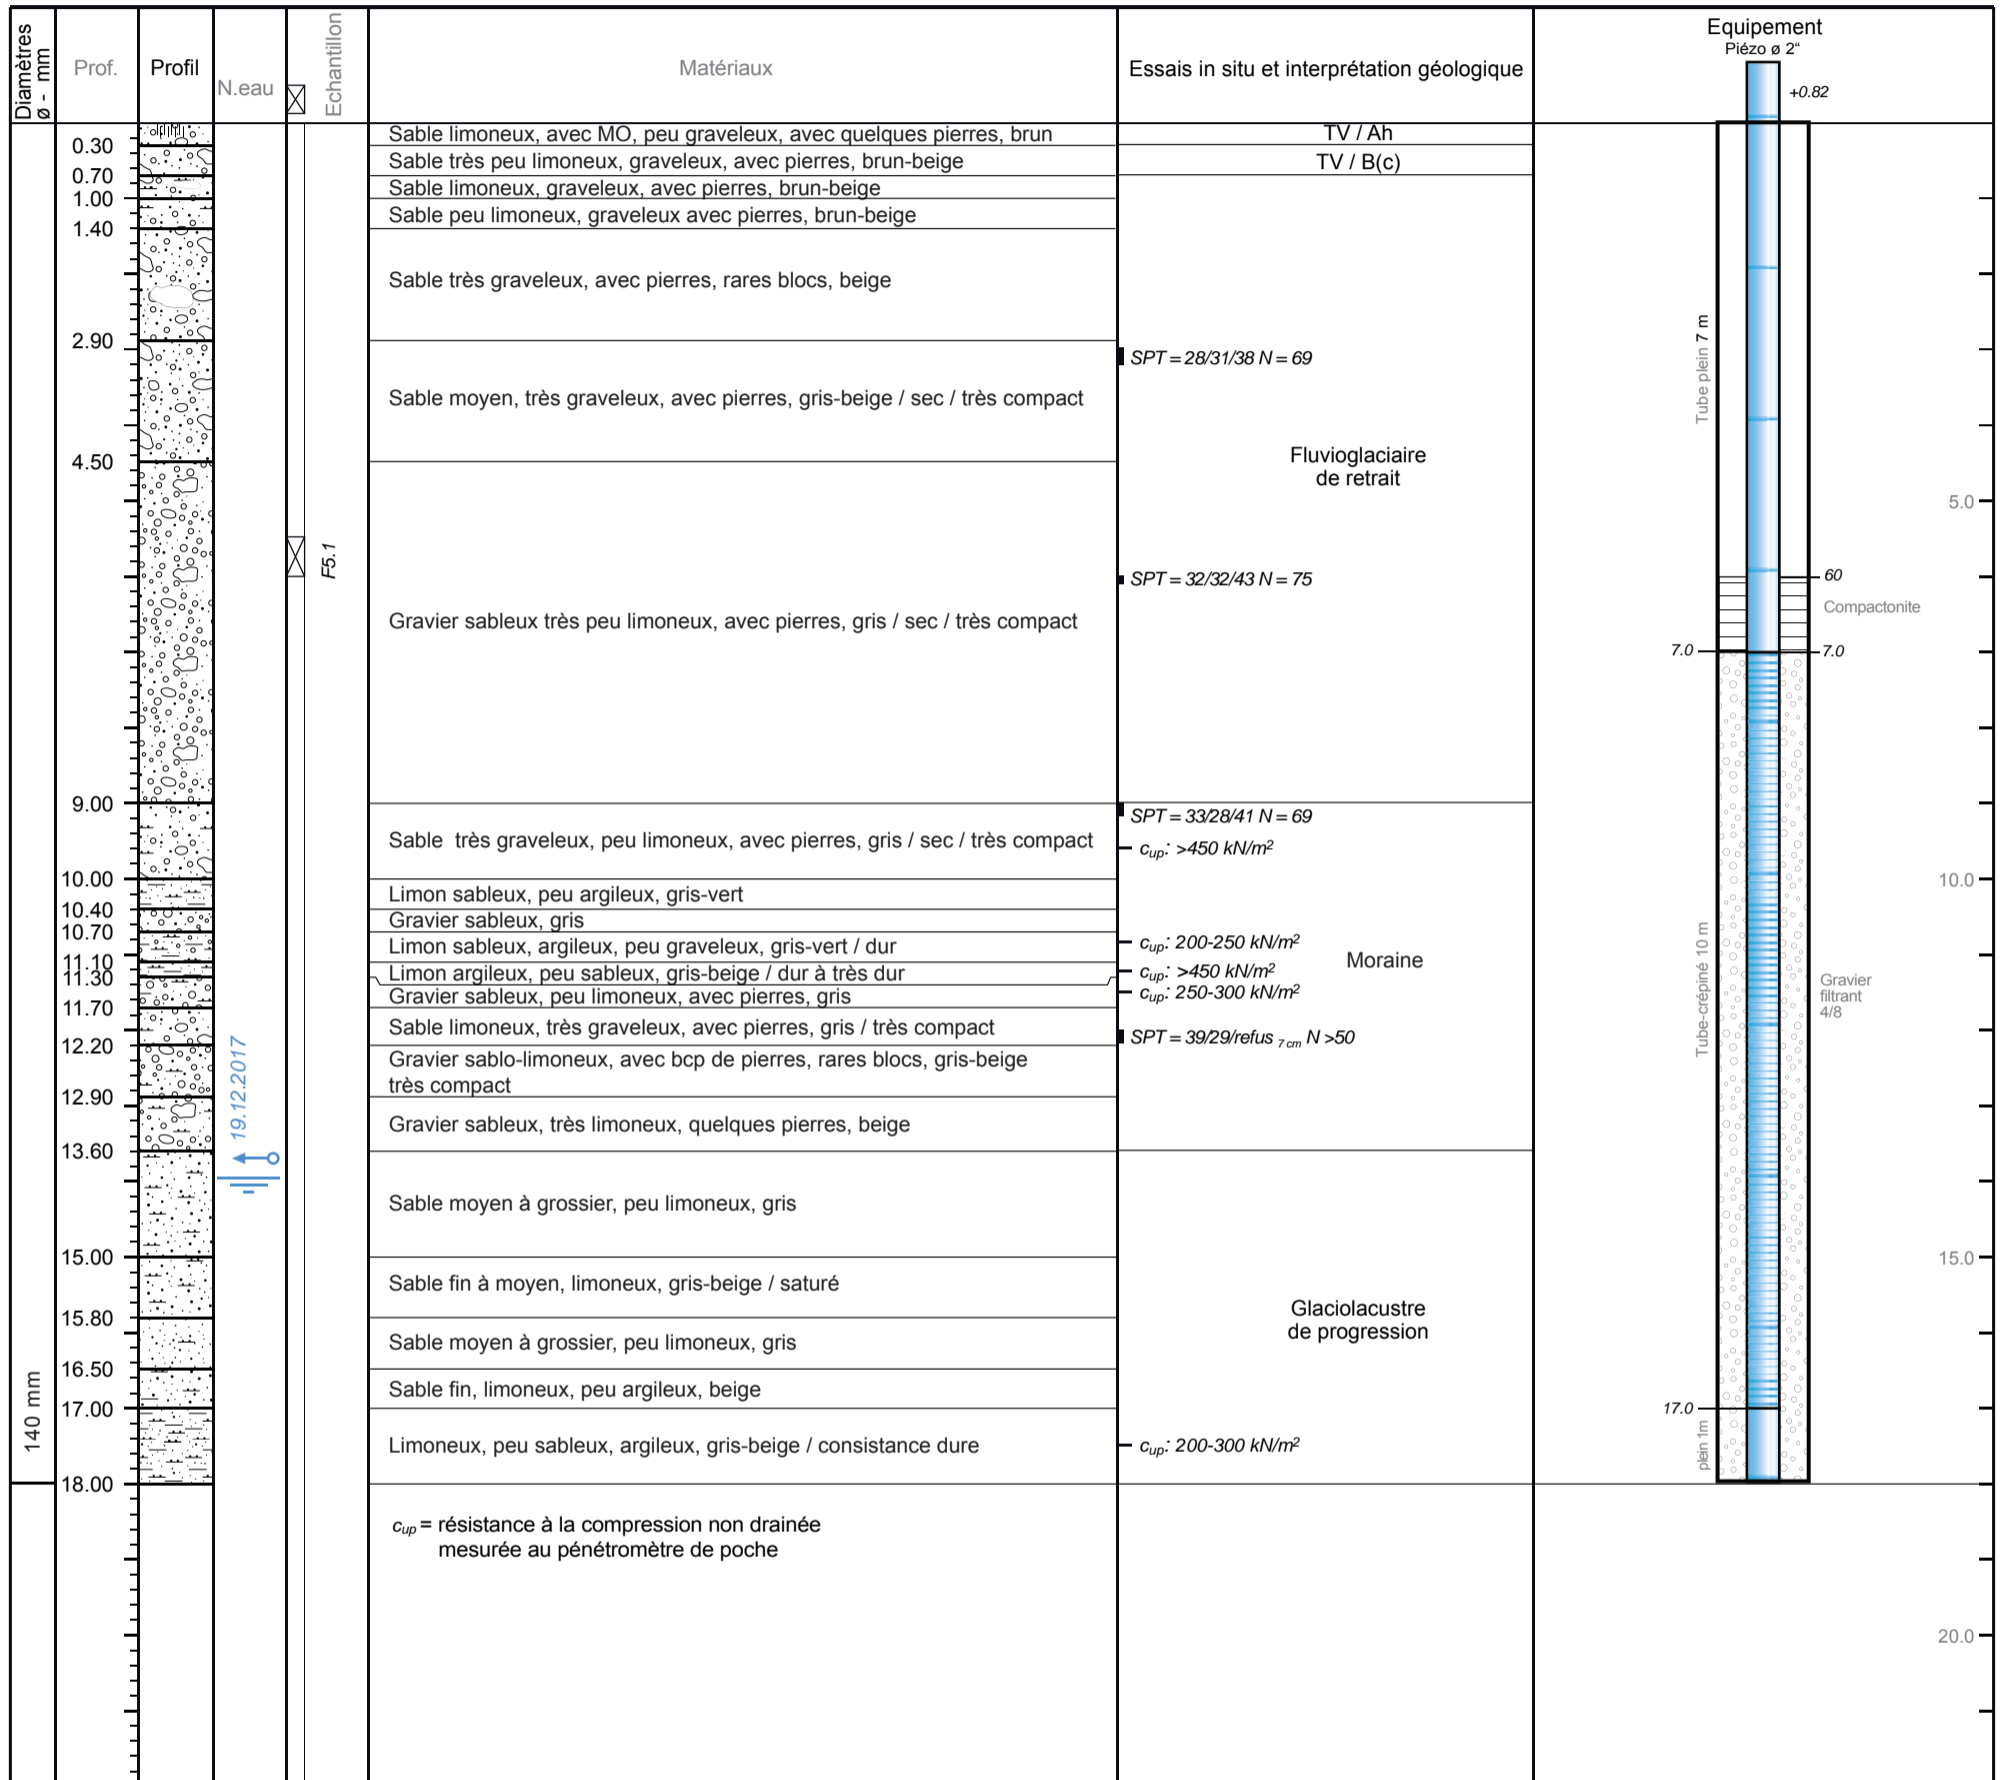 Diamètres
ø - mm
Prof.
Profil
N.eau
Echantillon
Matériaux
Essais in situ et interprétation géologique
Equipement
Piézo ø 2“
+0.82
Sable limoneux, avec MO, peu graveleux, avec quelques pierres, brun
TV / Ah
0.30
Sable très peu limoneux, graveleux, avec pierres, brun-beige
TV / B(c)
0.70
Sable limoneux, graveleux, avec pierres, brun-beige
1.00
Sable peu limoneux, graveleux avec pierres, brun-beige
1.40
Sable très graveleux, avec pierres, rares blocs, beige
2.90
SPT = 28/31/38 N = 69
Tube plein 7 m
Sable moyen, très graveleux, avec pierres, gris-beige / sec / très compact
4.50
Fluvioglaciaire
de retrait
5.0
F5.1
SPT = 32/32/43 N = 75
60
Compactonite
Gravier sableux très peu limoneux, avec pierres, gris / sec / très compact
7.0
7.0
9.00
SPT = 33/28/41 N = 69
Sable très graveleux, peu limoneux, avec pierres, gris / sec / très compact
cup: >450 kN/m2
10.00
10.0
Limon sableux, peu argileux, gris-vert
10.40
Gravier sableux, gris
10.70
Limon sableux, argileux, peu graveleux, gris-vert / dur
cup: 200-250 kN/m2
Moraine
11.10
Limon argileux, peu sableux, gris-beige / dur à très dur
cup: >450 kN/m2
11.30
Gravier sableux, peu limoneux, avec pierres, gris
cup: 250-300 kN/m2
Tube-crépiné 10 m
Gravier
filtrant
4/8
11.70
Sable limoneux, très graveleux, avec pierres, gris / très compact
SPT = 39/29/refus 7 cm N >50
12.20
Gravier sablo-limoneux, avec bcp de pierres, rares blocs, gris-beige
très compact
12.90
19.12.2017
Gravier sableux, très limoneux, quelques pierres, beige
13.60
Sable moyen à grossier, peu limoneux, gris
15.00
15.0
Sable fin à moyen, limoneux, gris-beige / saturé
15.80
Glaciolacustre
de progression
Sable moyen à grossier, peu limoneux, gris
16.50
Sable fin, limoneux, peu argileux, beige
17.00
17.0
140 mm
Limoneux, peu sableux, argileux, gris-beige / consistance dure
cup: 200-300 kN/m2
plein 1m
18.00
cup = résistance à la compression non drainée
mesurée au pénétromètre de poche
20.0